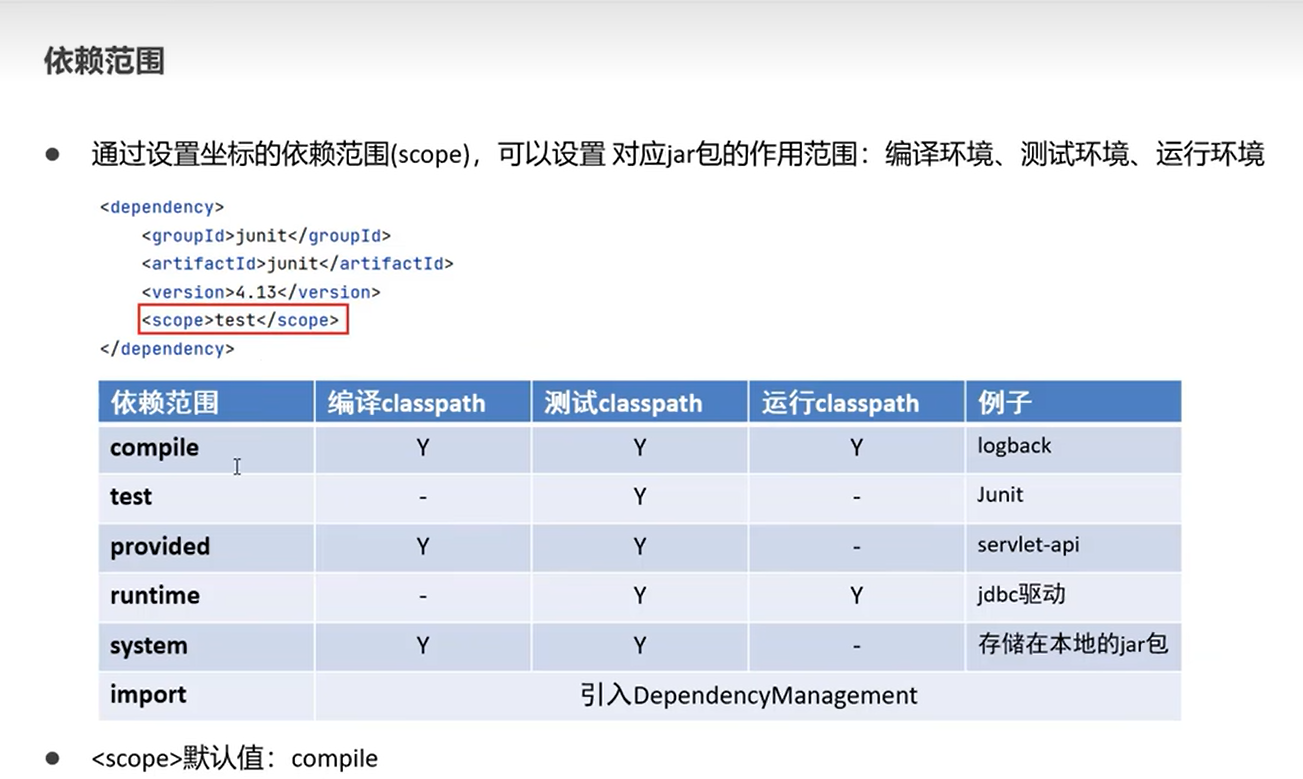 依赖范围
● 通过设置坐标的依赖范围(scope)，可以设置 对应jar包的作用范围：编译环境、测试环境、运行环境
<dependency>
<groupId>junit</groupId>
<artifactId>junit</artifactId>
<version>4.13</version>
<scope>test</scope>
</dependency>
依赖范围 编译classpath 测试classpath 运行classpath 例子
compile Y Y Y logback
test - Y - Junit
provided Y Y - servlet-api
runtime - Y Y jdbc驱动
system Y Y - 存储在本地的jar包
import 引入DependencyManagement
● <scope>默认值：compile